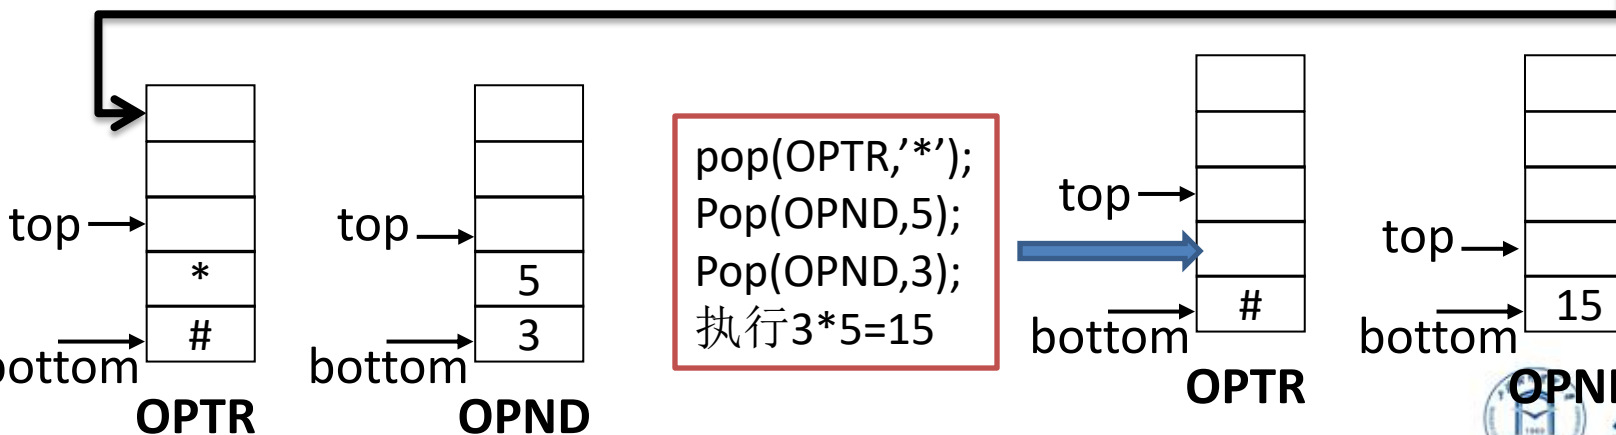 top
*
#
bottom
OPTR
top
5
3
bottom
OPND
pop(OPTR,’*’);
Pop(OPND,5);
Pop(OPND,3);
执行3*5=15
top
#
bottom
OPTR
top
15
bottom
OPND